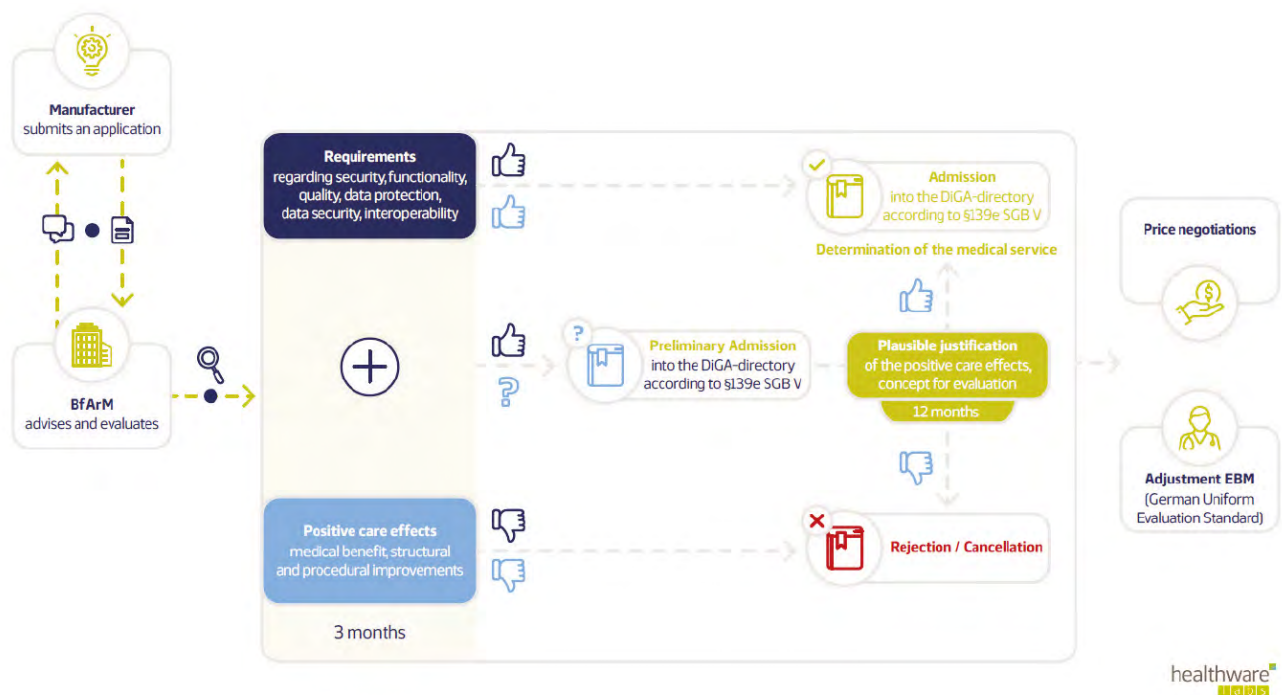 Manufacturer
submits an application
BfArM
advises and evaluates
Requirements
regarding security, functionality,
quality, data protection,
data security, interoperability
Positive care effects
medical benefit, structural
and procedural improvements
3 months
?
?
Preliminary Admission
into the DiGA-directory
according to §139e SGB V
Admission
into the DiGA-directory
according to §139e SGB V
Determination of the medical service
Plausible justification
of the positive care effects,
concept for evaluation
12 months
Rejection / Cancellation
Price negotiations
$
Adjustment EBM
(German Uniform
Evaluation Standard)
healthware